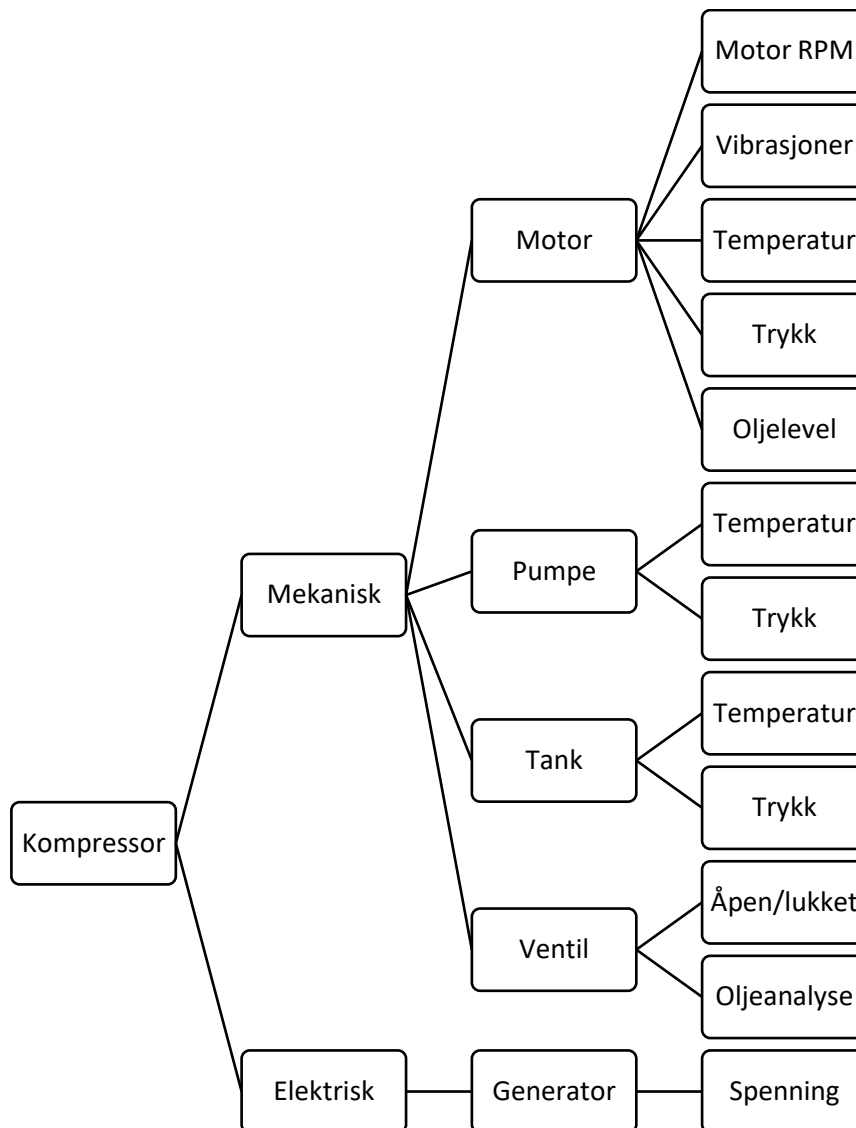 Motor RPM
Vibrasjoner
Motor
Temperatur
Trykk
Oljelevel
Temperatur
Pumpe
Mekanisk
Trykk
Temperatur
Tank
Trykk
Kompressor
Åpen/lukket
Ventil
Oljeanalyse
Elektrisk
Generator
Spenning